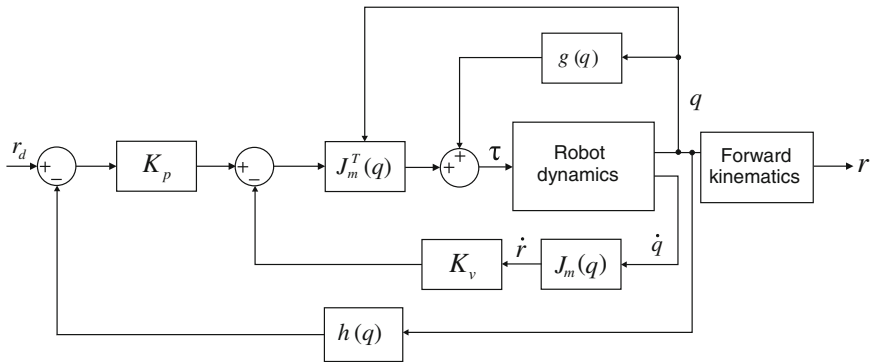 g(q)
q
r_d
+
−
K_p
−
J_m^T(q)
+
+
τ
Robot
dynamics
Forward
kinematics
r
K_v
ṙ
J_m(q)
q̇
h(q)